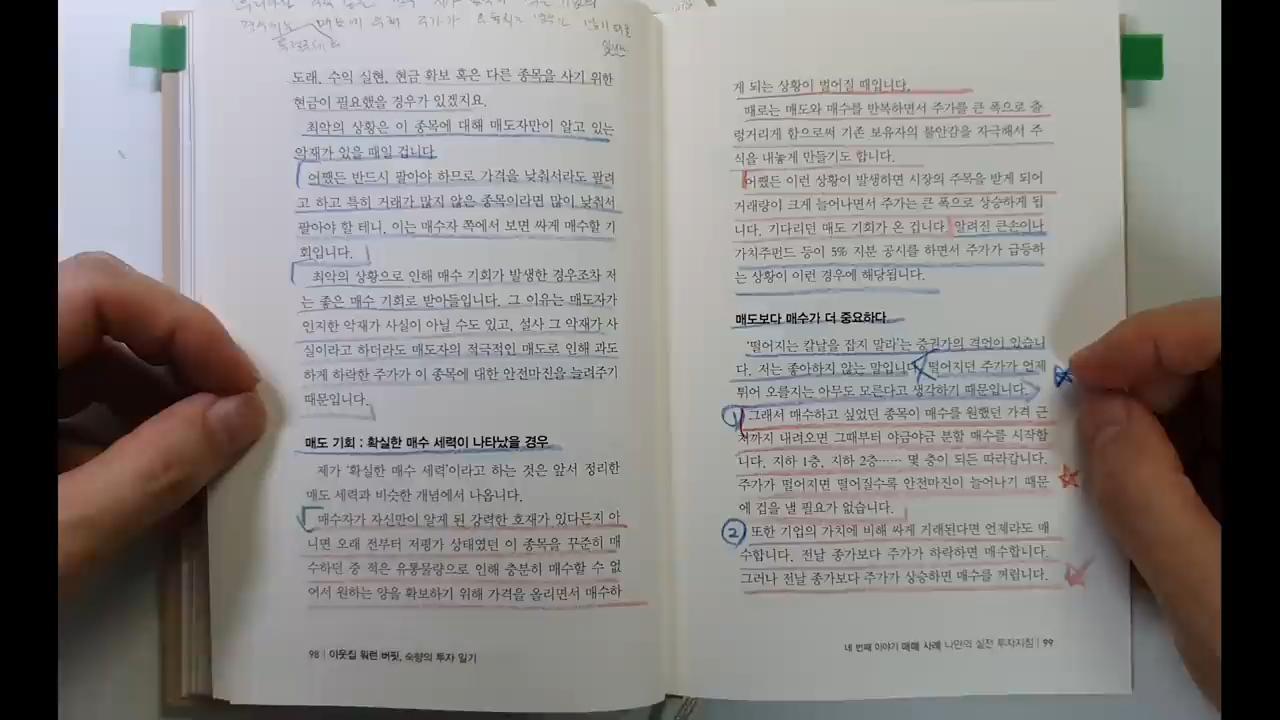 매도에 의해 주가가
도래, 수익 실현, 현금 확보 혹은 다른 종목을 사기 위한
현금이 필요했을 경우가 있겠지요.
최악의 상황은 이 종목에 대해 매도자만이 알고 있는
악재가 있을 때일 겁니다.
어쨌든 반드시 팔아야 하므로 가격을 낮춰서라도 팔려
고 하고 특히 거래가 많지 않은 종목이라면 많이 낮춰서
팔아야 할 테니, 이는 매수자 쪽에서 보면 싸게 매수할 기
회입니다.
최악의 상황으로 인해 매수 기회가 발생한 경우조차 저
는 좋은 매수 기회로 받아들입니다. 그 이유는 매도자가
인지한 악재가 사실이 아닐 수도 있고, 설사 그 악재가 사
실이라고 하더라도 매도자의 적극적인 매도로 인해 과도
하게 하락한 주가가 이 종목에 대한 안전마진을 늘려주기
때문입니다.
매도 기회 : 확실한 매수 세력이 나타났을 경우
제가 ‘확실한 매수 세력’이라고 하는 것은 앞서 정리한
매도 세력과 비슷한 개념에서 나옵니다.
매수자가 자신만이 알게 된 강력한 호재가 있다든지 아
니면 오래 전부터 저평가 상태였던 이 종목을 꾸준히 매
수하던 중 적은 유통물량으로 인해 충분히 매수할 수 없
어서 원하는 양을 확보하기 위해 가격을 올리면서 매수하
98 | 이웃집 워런 버핏, 숙향의 투자 일기
게 되는 상황이 벌어질 때입니다.
때로는 매도와 매수를 반복하면서 주가를 큰 폭으로 출
렁거리게 함으로써 기존 보유자의 불안감을 자극해서 주
식을 내놓게 만들기도 합니다.
어쨌든 이런 상황이 발생하면 시장의 주목을 받게 되어
거래량이 크게 늘어나면서 주가는 큰 폭으로 상승하게 됩
니다. 기다리던 매도 기회가 온 겁니다. 알려진 큰손이나
가치주펀드 등이 5% 지분 공시를 하면서 주가가 급등하
는 상황이 이런 경우에 해당됩니다.
매도보다 매수가 더 중요하다
‘떨어지는 칼날을 잡지 말라’는 증권가의 격언이 있습니
다. 저는 좋아하지 않는 말입니다. 떨어지던 주가가 언제
튀어 오를지는 아무도 모른다고 생각하기 때문입니다.
① 그래서 매수하고 싶었던 종목이 매수를 원했던 가격 근
처까지 내려오면 그때부터 야금야금 분할 매수를 시작합
니다. 지하 1층, 지하 2층…… 몇 층이 되든 따라갑니다.
주가가 떨어지면 떨어질수록 안전마진이 늘어나기 때문
에 겁을 낼 필요가 없습니다.
② 또한 기업의 가치에 비해 싸게 거래된다면 언제라도 매
수합니다. 전날 종가보다 주가가 하락하면 매수합니다.
그러나 전날 종가보다 주가가 상승하면 매수를 꺼립니다.
네 번째 이야기 매매 사례 나만의 실전 투자지침 | 99